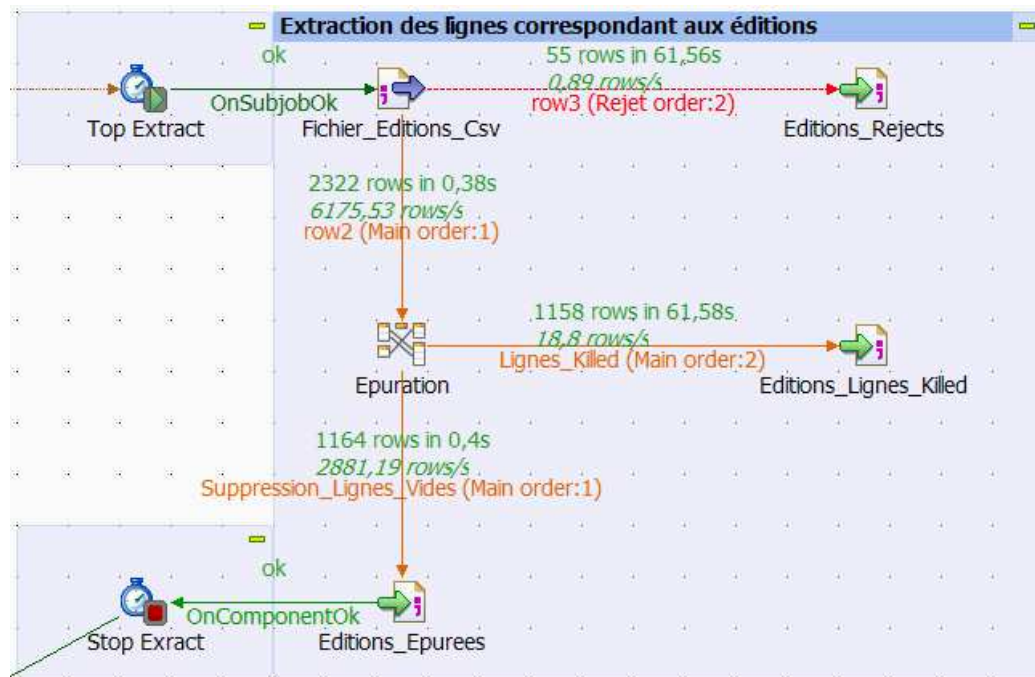 Extraction des lignes correspondant aux éditions
ok
55 rows in 61,56s
0,89 rows/s
OnSubjobOk
row3 (Rejet order:2)
Top Extract
Fichier_Editions_Csv
Editions_Rejects
2322 rows in 0,38s
6175,53 rows/s
row2 (Main order:1)
1158 rows in 61,58s
18,8 rows/s
Lignes_Killed (Main order:2)
Epuration
Editions_Lignes_Killed
1164 rows in 0,4s
2881,19 rows/s
Suppression_Lignes_Vides (Main order:1)
ok
OnComponentOk
Stop Exract
Editions_Epurees